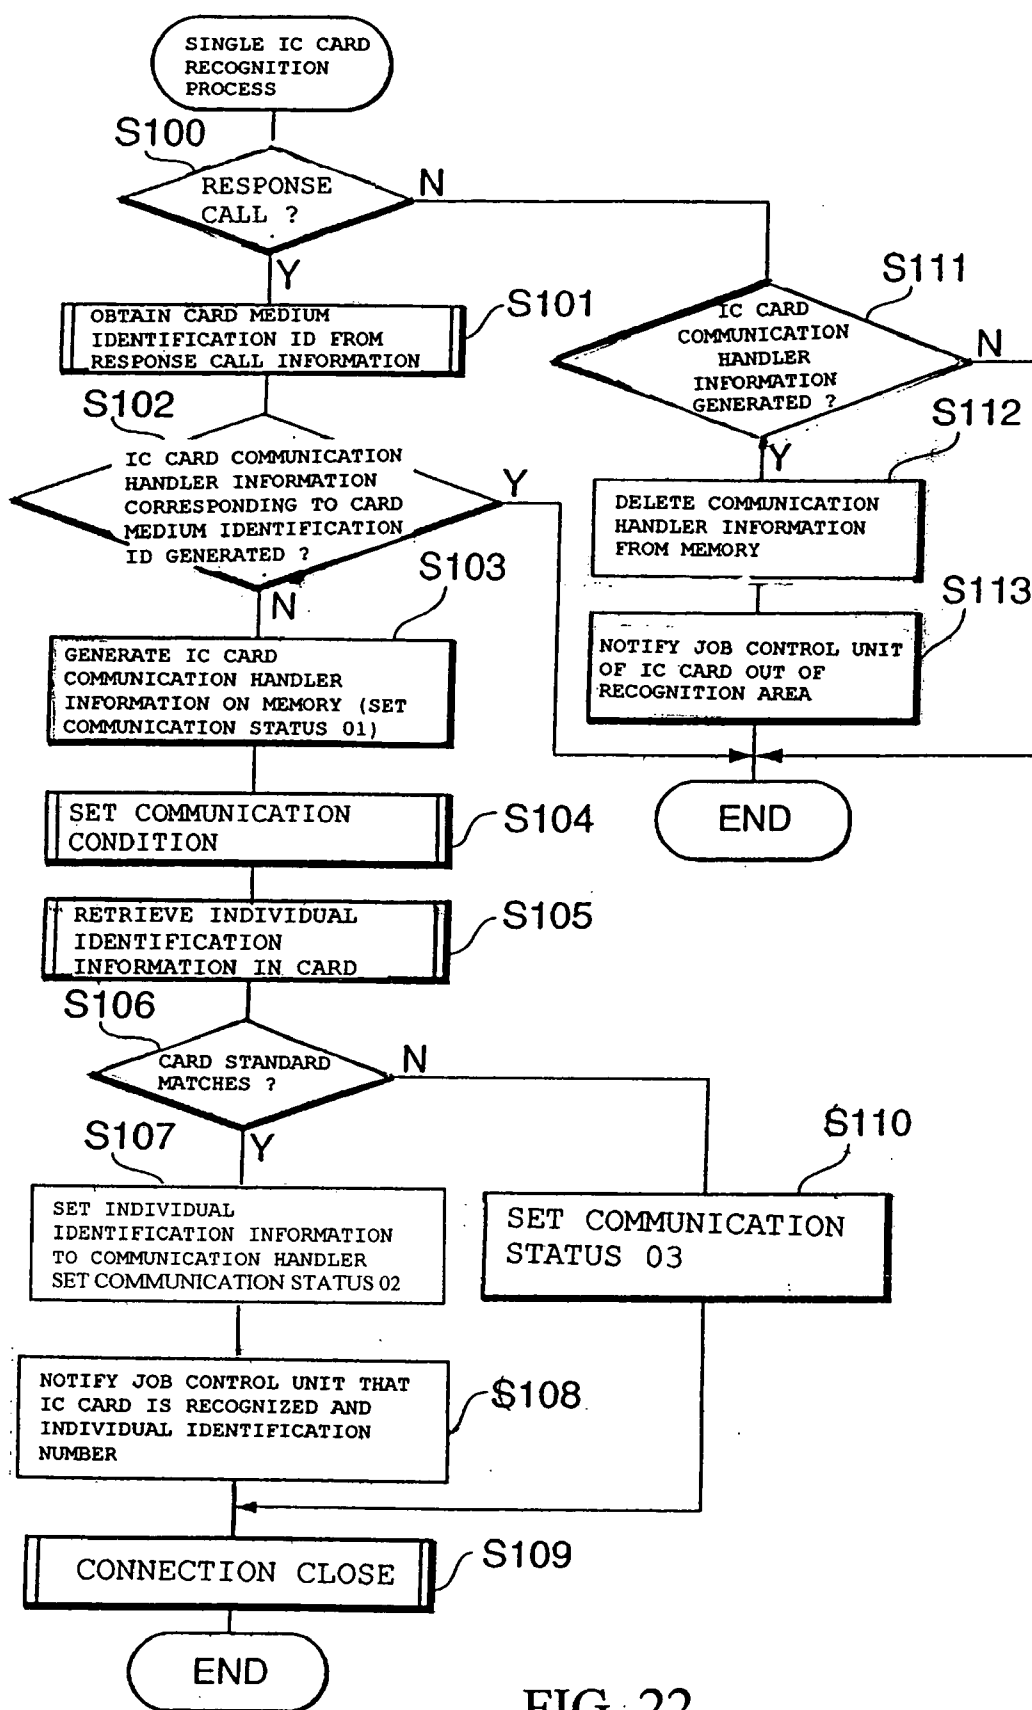 SINGLE IC CARD
RECOGNITION
PROCESS
S100
RESPONSE
CALL ?
N
Y
S101
OBTAIN CARD MEDIUM
IDENTIFICATION ID FROM
RESPONSE CALL INFORMATION
S111
IC CARD
COMMUNICATION
HANDLER
INFORMATION
GENERATED ?
N
Y
S102
IC CARD COMMUNICATION
HANDLER INFORMATION
CORRESPONDING TO CARD
MEDIUM IDENTIFICATION
ID GENERATED ?
Y
N
S112
DELETE COMMUNICATION
HANDLER INFORMATION
FROM MEMORY
S103
GENERATE IC CARD
COMMUNICATION HANDLER
INFORMATION ON MEMORY (SET
COMMUNICATION STATUS 01)
S113
NOTIFY JOB CONTROL UNIT
OF IC CARD OUT OF
RECOGNITION AREA
END
SET COMMUNICATION
CONDITION
S104
RETRIEVE INDIVIDUAL
IDENTIFICATION
INFORMATION IN CARD
S105
S106
CARD STANDARD
MATCHES ?
N
Y
S107
SET INDIVIDUAL
IDENTIFICATION INFORMATION
TO COMMUNICATION HANDLER
SET COMMUNICATION STATUS 02
S110
SET COMMUNICATION
STATUS 03
NOTIFY JOB CONTROL UNIT THAT
IC CARD IS RECOGNIZED AND
INDIVIDUAL IDENTIFICATION
NUMBER
S108
CONNECTION CLOSE
S109
END
FIG. 22